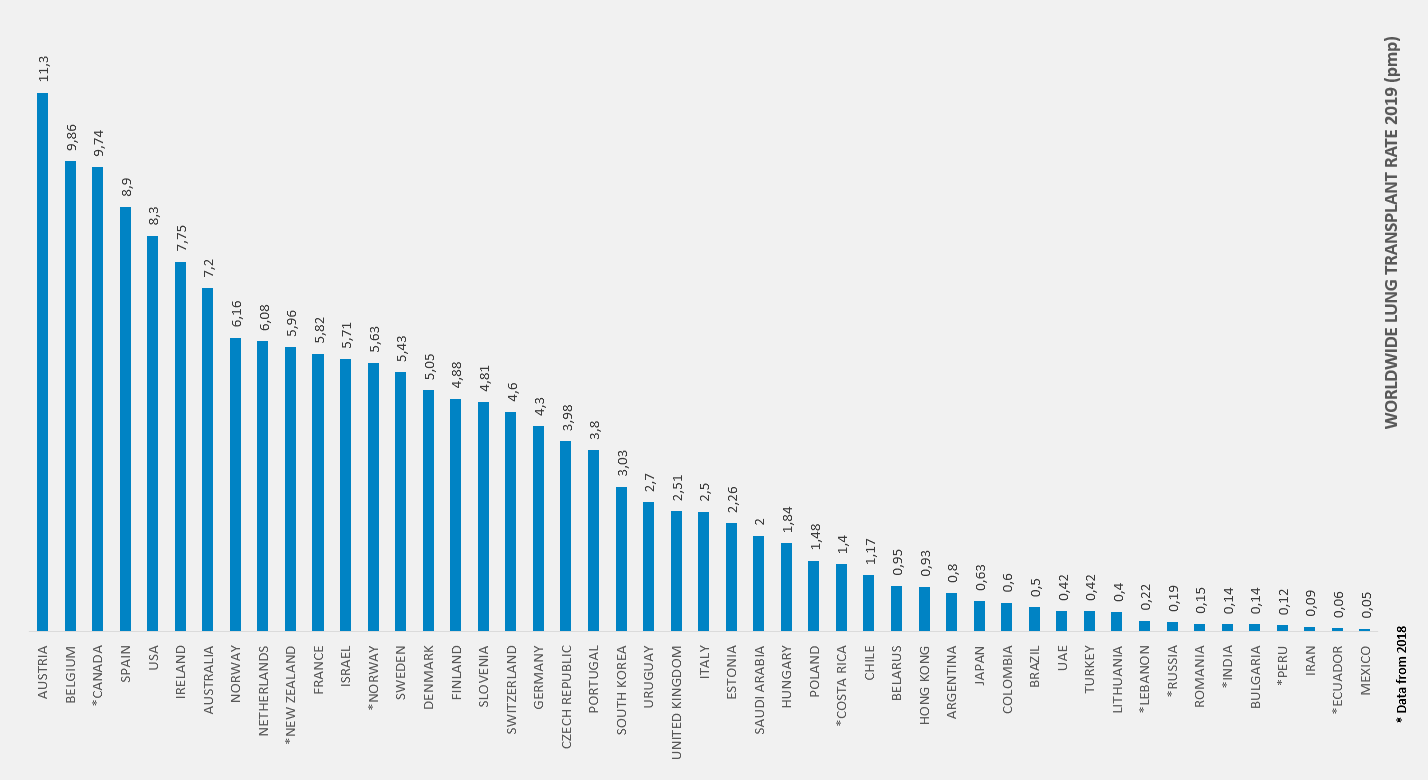 WORLDWIDE LUNG TRANSPLANT RATE 2019 (pmp)
11,3
9,86
9,74
8,9
8,3
7,75
7,2
6,16
6,08
5,96
5,82
5,71
5,63
5,43
5,05
4,88
4,81
4,6
4,3
3,98
3,8
3,03
2,7
2,51
2,5
2,26
2
1,84
1,48
1,4
1,17
0,95
0,93
0,8
0,63
0,6
0,5
0,42
0,42
0,4
0,22
0,19
0,15
0,14
0,14
0,12
0,09
0,06
0,05
AUSTRIA
BELGIUM
*CANADA
SPAIN
USA
IRELAND
AUSTRALIA
NORWAY
NETHERLANDS
*NEW ZEALAND
FRANCE
ISRAEL
*NORWAY
SWEDEN
DENMARK
FINLAND
SLOVENIA
SWITZERLAND
GERMANY
CZECH REPUBLIC
PORTUGAL
SOUTH KOREA
URUGUAY
UNITED KINGDOM
ITALY
ESTONIA
SAUDI ARABIA
HUNGARY
POLAND
*COSTA RICA
CHILE
BELARUS
HONG KONG
ARGENTINA
JAPAN
COLOMBIA
BRAZIL
UAE
TURKEY
LITHUANIA
*LEBANON
*RUSSIA
ROMANIA
*INDIA
BULGARIA
*PERU
IRAN
*ECUADOR
MEXICO
* Data from 2018